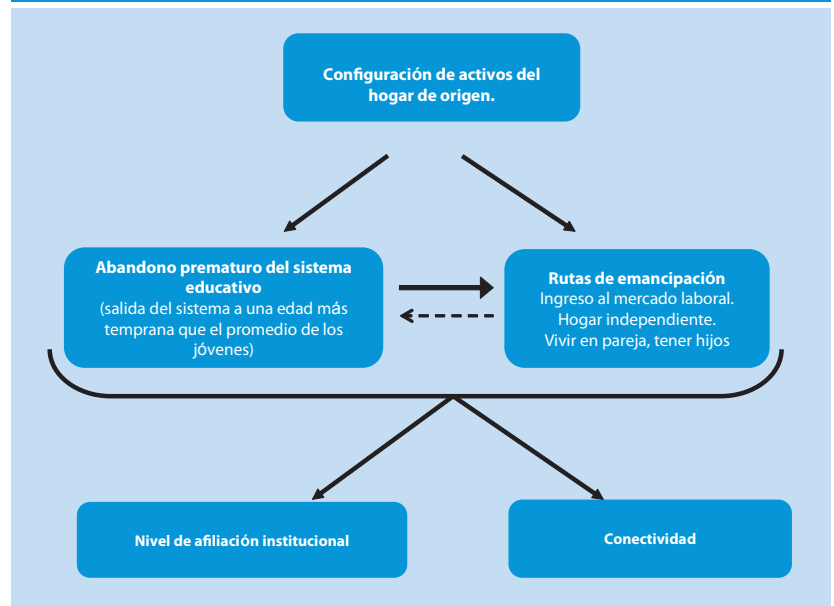 Configuración de activos del
hogar de origen.
Abandono prematuro del sistema
educativo
(salida del sistema a una edad más
temprana que el promedio de los
jóvenes)
Rutas de emancipación
Ingreso al mercado laboral.
Hogar independiente.
Vivir en pareja, tener hijos
Nivel de afiliación institucional
Conectividad